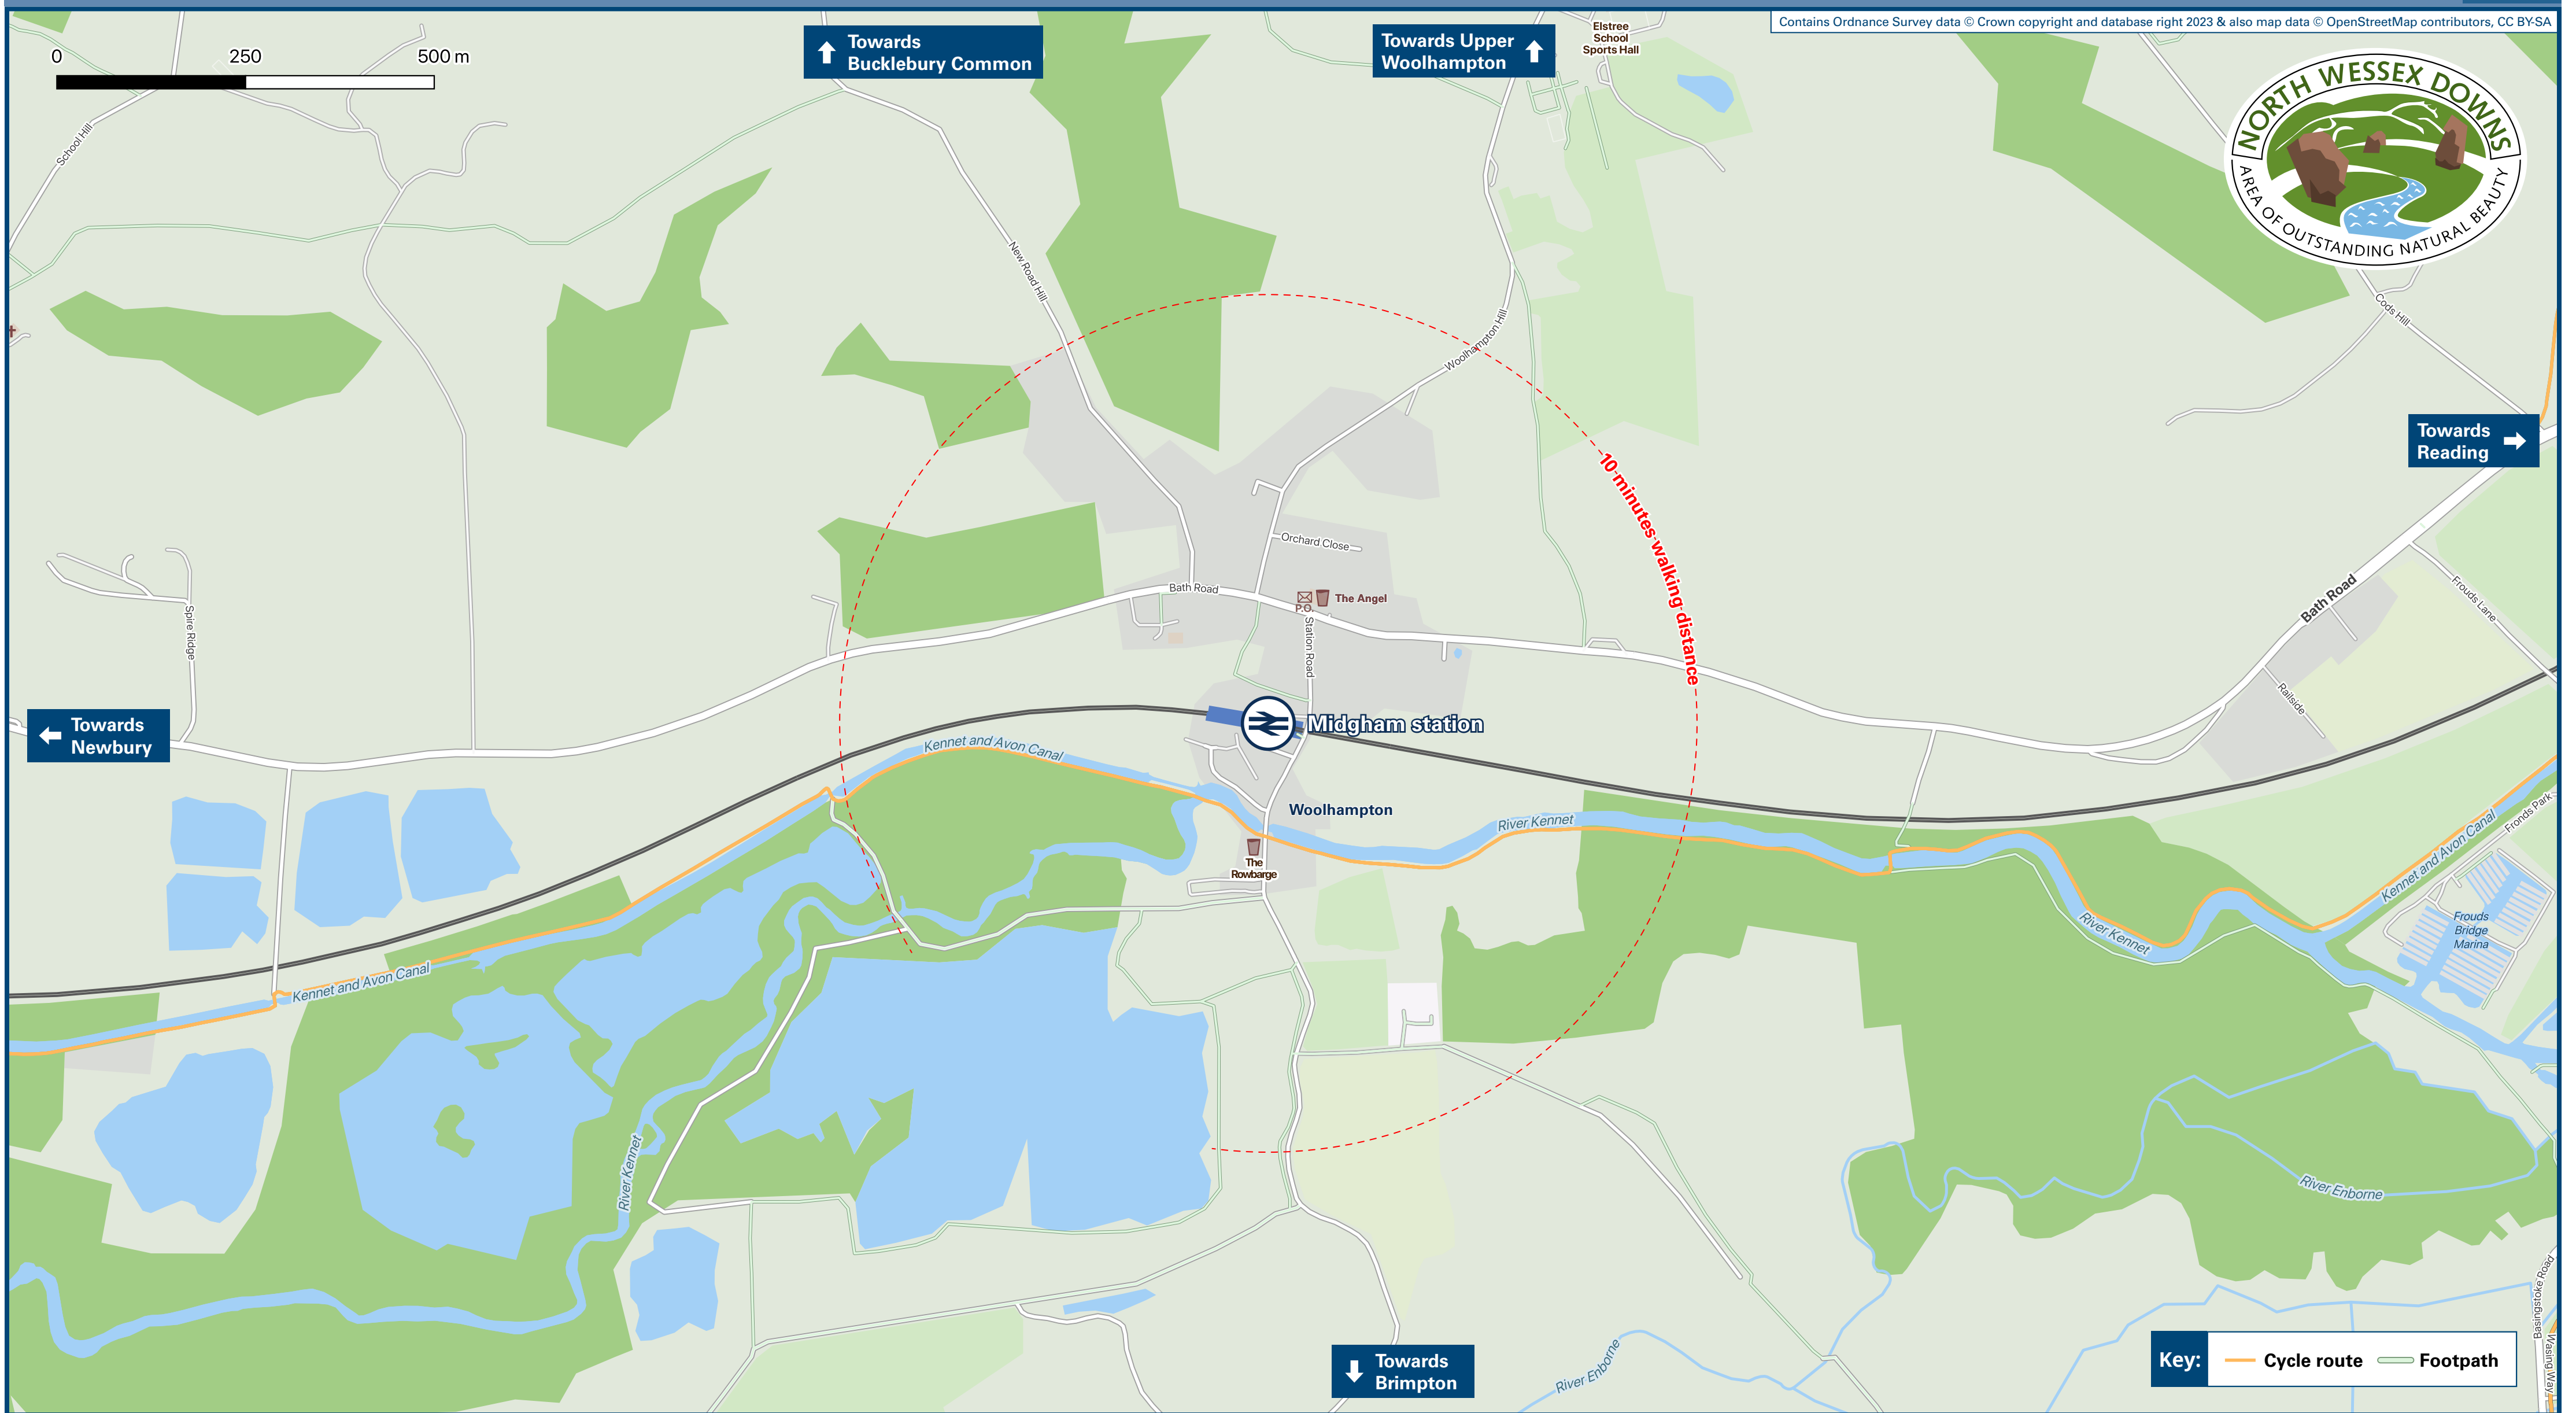 Contains Ordnance Survey data © Crown copyright and database right 2023 & also map data © OpenStreetMap contributors, CC BY-SA
0 250 500 m
Towards
Bucklebury Common
Towards Upper
Woolhampton
Elstree
School
Sports Hall
NORTH WESSEX DOWNS
AREA OF OUTSTANDING NATURAL BEAUTY
School Hill
New Road Hill
Woolhampton Hill
Cods Hill
Towards
Reading
10 minutes walking distance
Orchard Close
Bath Road
P.O.
The Angel
Station Road
Spire Ridge
Bath Road
Frouds Lane
Railside
Towards
Newbury
Midgham station
Kennet and Avon Canal
Woolhampton
River Kennet
The
Rowbarge
Fronds Park
Kennet and Avon Canal
Frouds
Bridge
Marina
River Kennet
Kennet and Avon Canal
River Kennet
River Enborne
River Enborne
Basingstoke Road
Wasing Way
Towards
Brimpton
Key:
Cycle route
Footpath